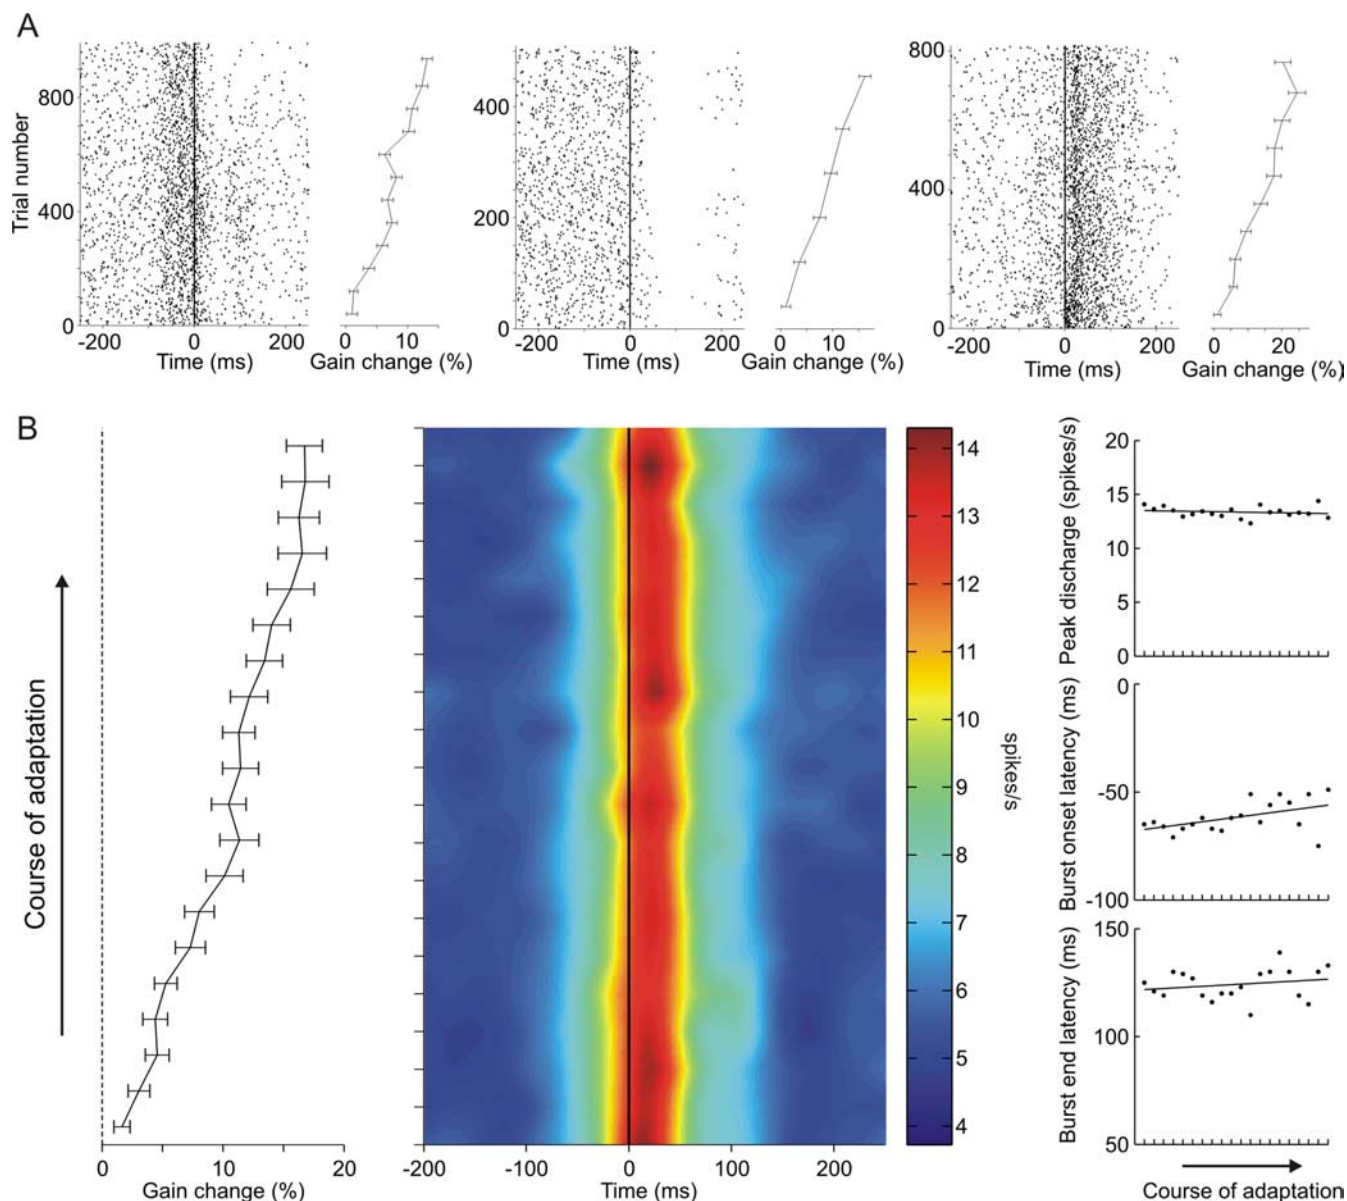 A
Trial number
800
400
0
-200 0 200
Time (ms)
0 10
Gain change (%)
400
200
0
-200 0 200
Time (ms)
0 10
Gain change (%)
800
400
0
-200 0 200
Time (ms)
0 20
Gain change (%)
B
Course of adaptation
0 10 20
Gain change (%)
-200 -100 0 100 200
Time (ms)
14
13
12
11
10
9
8
7
6
5
4
spikes/s
Peak discharge (spikes/s)
20
15
10
5
0
Burst onset latency (ms)
0
-50
-100
Burst end latency (ms)
150
100
50
Course of adaptation